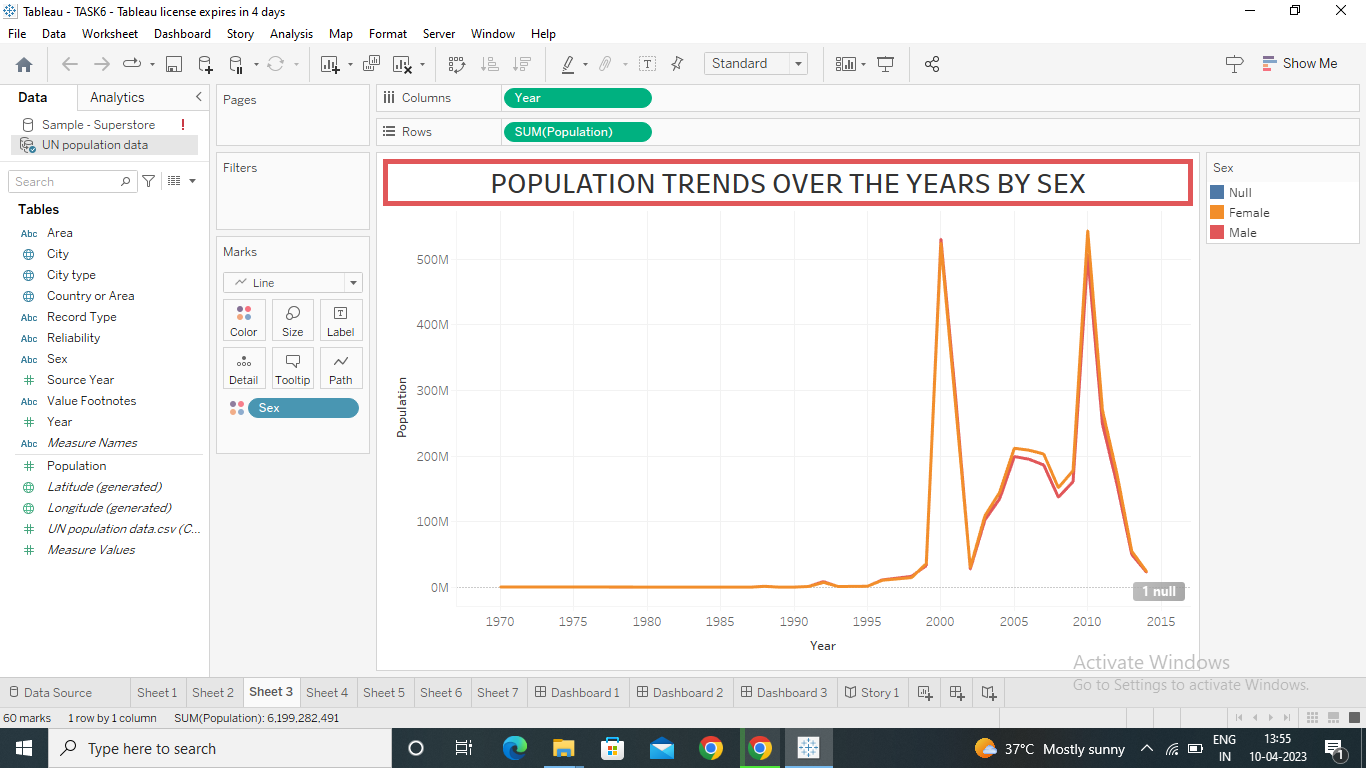 Tableau - TASK6 - Tableau license expires in 4 days
File Data Worksheet Dashboard Story Analysis Map Format Server Window Help
Standard Show Me
Data Analytics
Sample - Superstore !
UN population data
Search
Tables
Abc Area
City
City type
Country or Area
Abc Record Type
Abc Reliability
Abc Sex
# Source Year
Abc Value Footnotes
# Year
Abc Measure Names
# Population
Latitude (generated)
Longitude (generated)
# UN population data.csv (C...
# Measure Values
Pages
Filters
Marks
Line
Color Size Label
Detail Tooltip Path
Sex
Columns Year
Rows SUM(Population)
POPULATION TRENDS OVER THE YEARS BY SEX
500M
400M
300M
200M
100M
0M
Population
1 null
1970 1975 1980 1985 1990 1995 2000 2005 2010 2015
Year
Sex
Null
Female
Male
Activate Windows
Go to Settings to activate Windows.
Data Source Sheet 1 Sheet 2 Sheet 3 Sheet 4 Sheet 5 Sheet 6 Sheet 7 Dashboard 1 Dashboard 2 Dashboard 3 Story 1
60 marks 1 row by 1 column SUM(Population): 6,199,282,491
Type here to search
37°C Mostly sunny
ENG
IN
13:55
10-04-2023
1